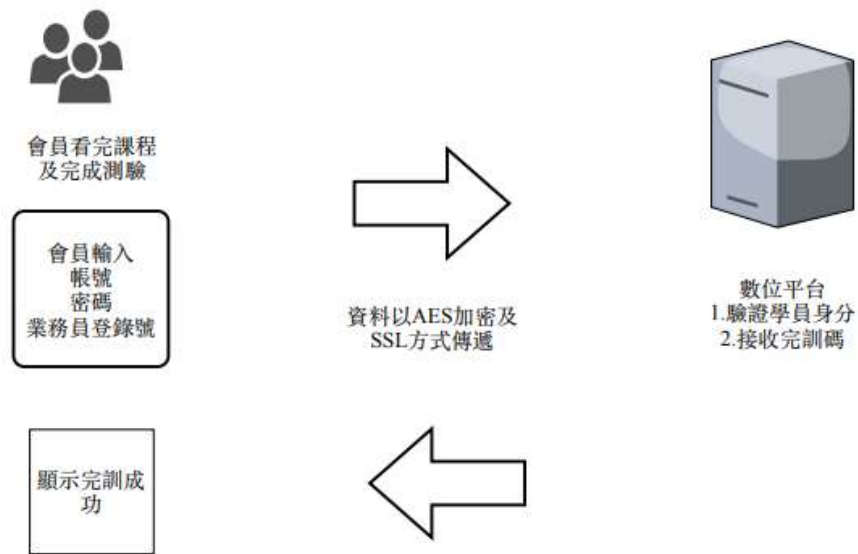 會員看完課程
及完成測驗
會員輸入
帳號
密碼
業務員登錄號
資料以AES加密及
SSL方式傳遞
數位平台
1.驗證學員身分
2.接收完訓碼
顯示完訓成
功